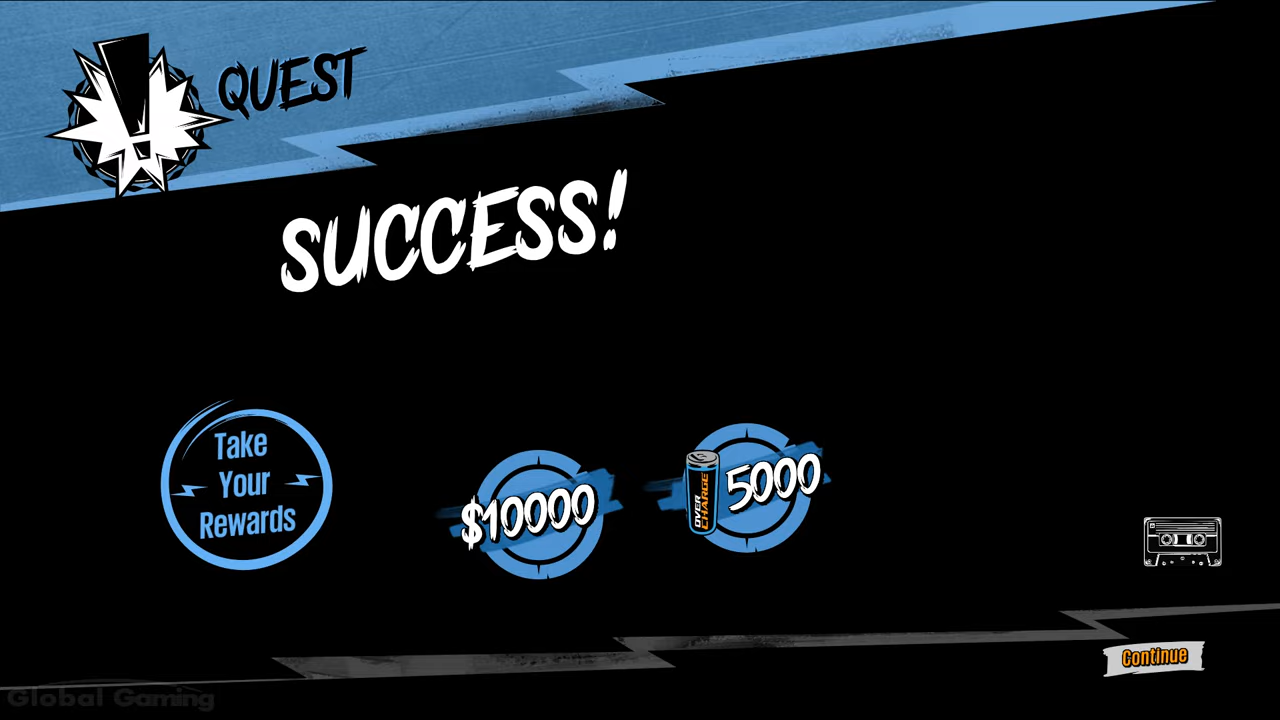 QUEST
SUCCESS!
Take
Your
Rewards
$10000
OVER
CHARGE
5000
Continue
Global Gaming